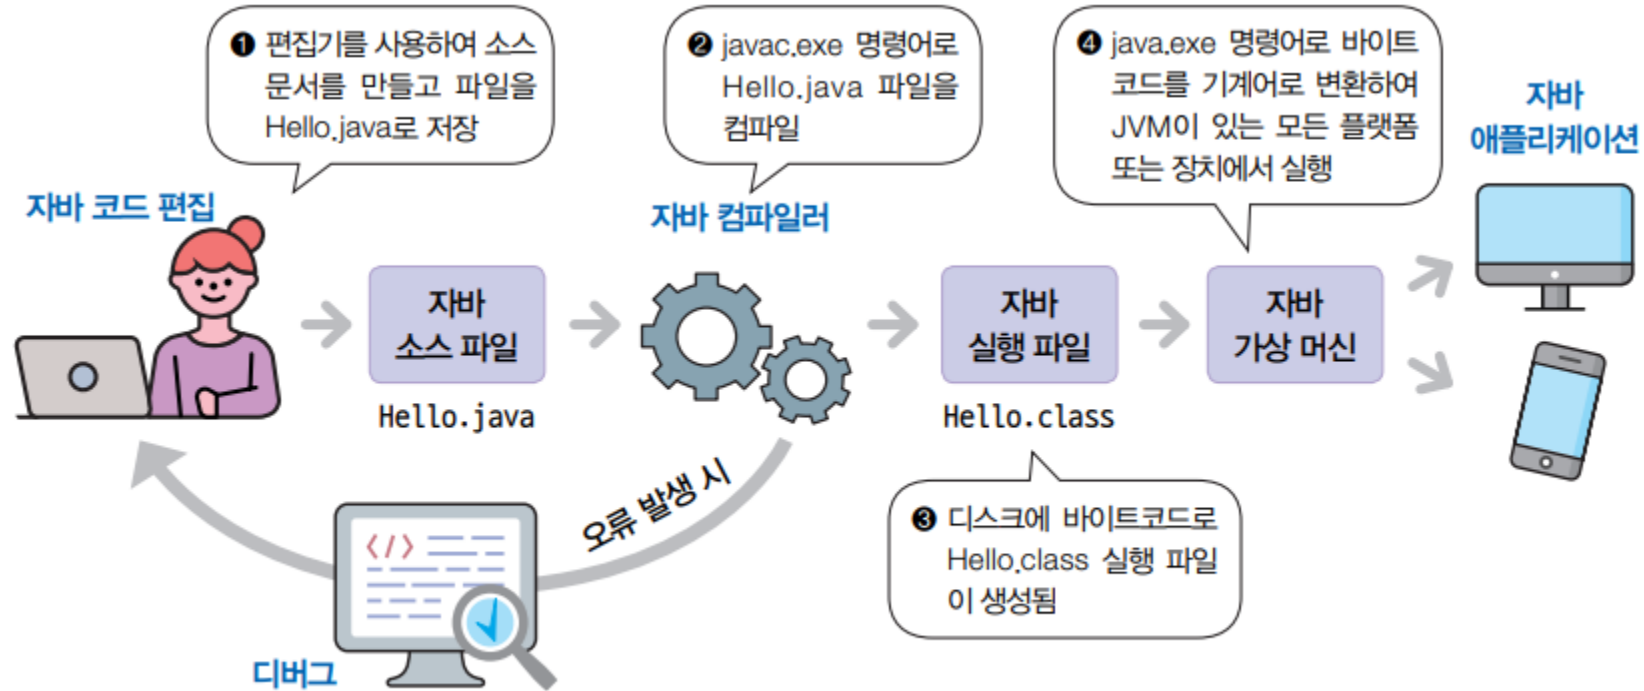 ❶ 편집기를 사용하여 소스
문서를 만들고 파일을
Hello.java로 저장
❷ javac.exe 명령어로
Hello.java 파일을
컴파일
❹ java.exe 명령어로 바이트
코드를 기계어로 변환하여
JVM이 있는 모든 플랫폼
또는 장치에서 실행
자바
애플리케이션
자바 코드 편집
자바 컴파일러
자바
소스 파일
Hello.java
자바
실행 파일
Hello.class
자바
가상 머신
오류 발생 시
</>
❸ 디스크에 바이트코드로
Hello.class 실행 파일
이 생성됨
디버그